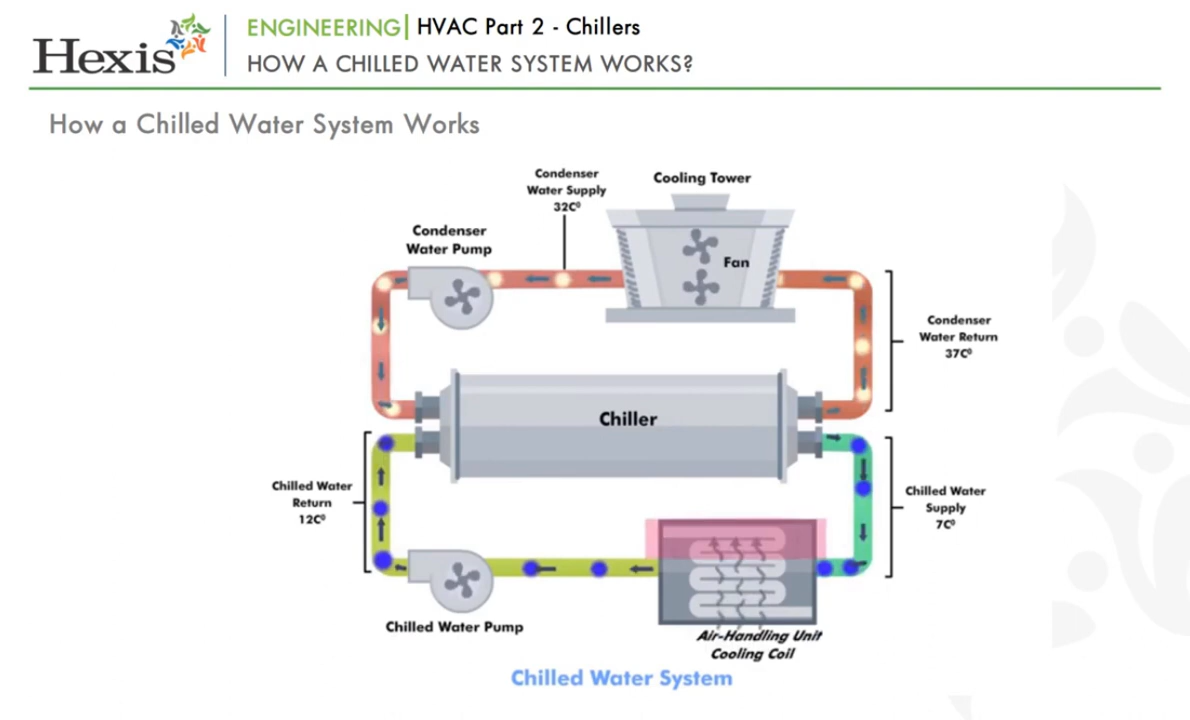 Hexis
ENGINEERING| HVAC Part 2 - Chillers
HOW A CHILLED WATER SYSTEM WORKS?
How a Chilled Water System Works
Condenser
Water Supply
32C⁰
Cooling Tower
Condenser
Water Pump
Fan
Condenser
Water Return
37C⁰
Chiller
Chilled Water
Return
12C⁰
Chilled Water
Supply
7C⁰
Chilled Water Pump
Air-Handling Unit
Cooling Coil
Chilled Water System